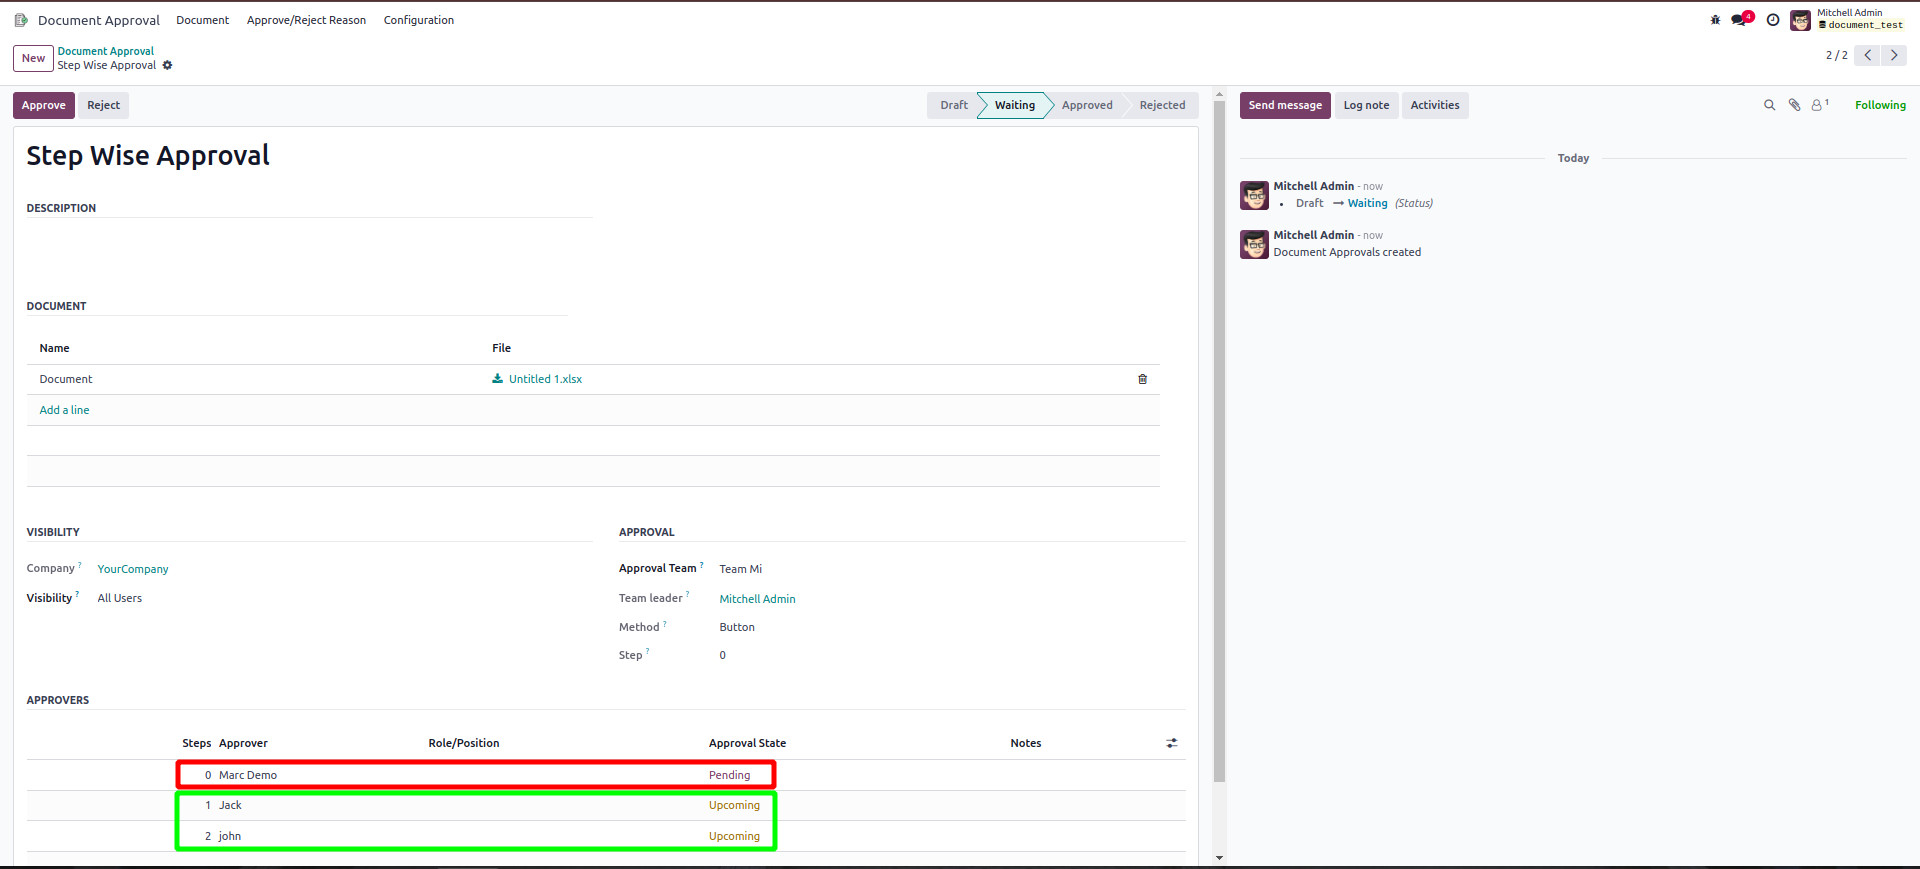 Document Approval Document Approve/Reject Reason Configuration 4 Mitchell Admin
document_test
New Document Approval
Step Wise Approval 2 / 2
Approve Reject Draft Waiting Approved Rejected Send message Log note Activities 1 Following
Step Wise Approval
Today
DESCRIPTION
Mitchell Admin - now
Draft → Waiting (Status)
Mitchell Admin - now
Document Approvals created
DOCUMENT
Name File
Document Untitled 1.xlsx
Add a line
VISIBILITY
Company ? YourCompany
Visibility ? All Users
APPROVAL
Approval Team ? Team Mi
Team leader ? Mitchell Admin
Method ? Button
Step ? 0
APPROVERS
Steps Approver Role/Position Approval State Notes
0 Marc Demo Pending
1 Jack Upcoming
2 john Upcoming